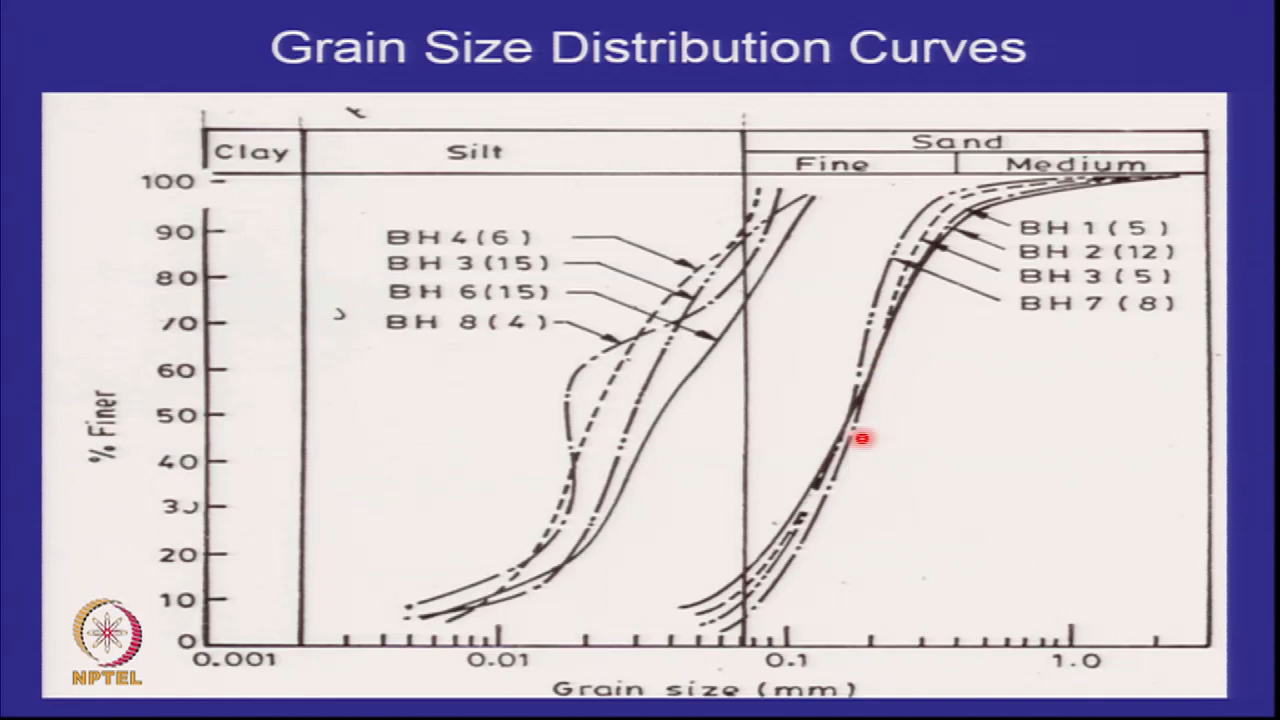 Grain Size Distribution Curves
Clay
Silt
Sand
Fine
Medium
100
90
80
70
60
50
40
30
20
10
0
% Finer
BH 4(6)
BH 3(15)
BH 6(15)
BH 8(4)
BH 1(5)
BH 2(12)
BH 3(5)
BH 7(8)
0.001
0.01
0.1
1.0
Grain size (mm)
NPTEL